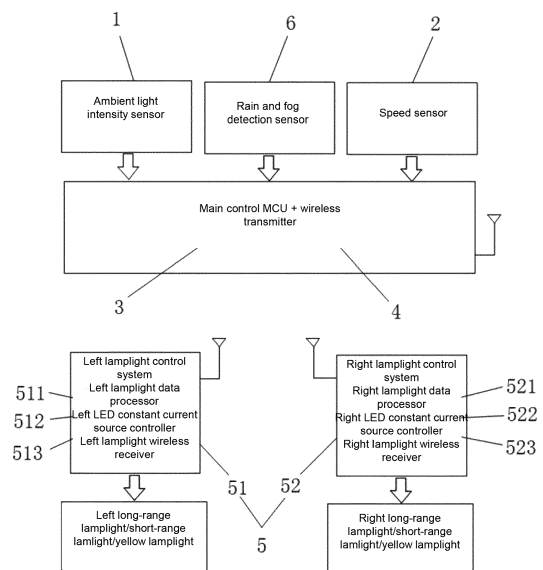 1
6
2
Ambient light
intensity sensor
Rain and fog
detection sensor
Speed sensor
Main control MCU + wireless
transmitter
3
4
Left lamplight control
system
Left lamplight data
processor
Left LED constant current
source controller
Left lamplight wireless
receiver
511
512
513
51
Right lamplight control
system
Right lamplight data
processor
Right LED constant current
source controller
Right lamplight wireless
receiver
521
522
523
52
5
Left long-range
lamplight/short-range
lamlight/yellow lamplight
Right long-range
lamplight/short-range
lamlight/yellow lamplight